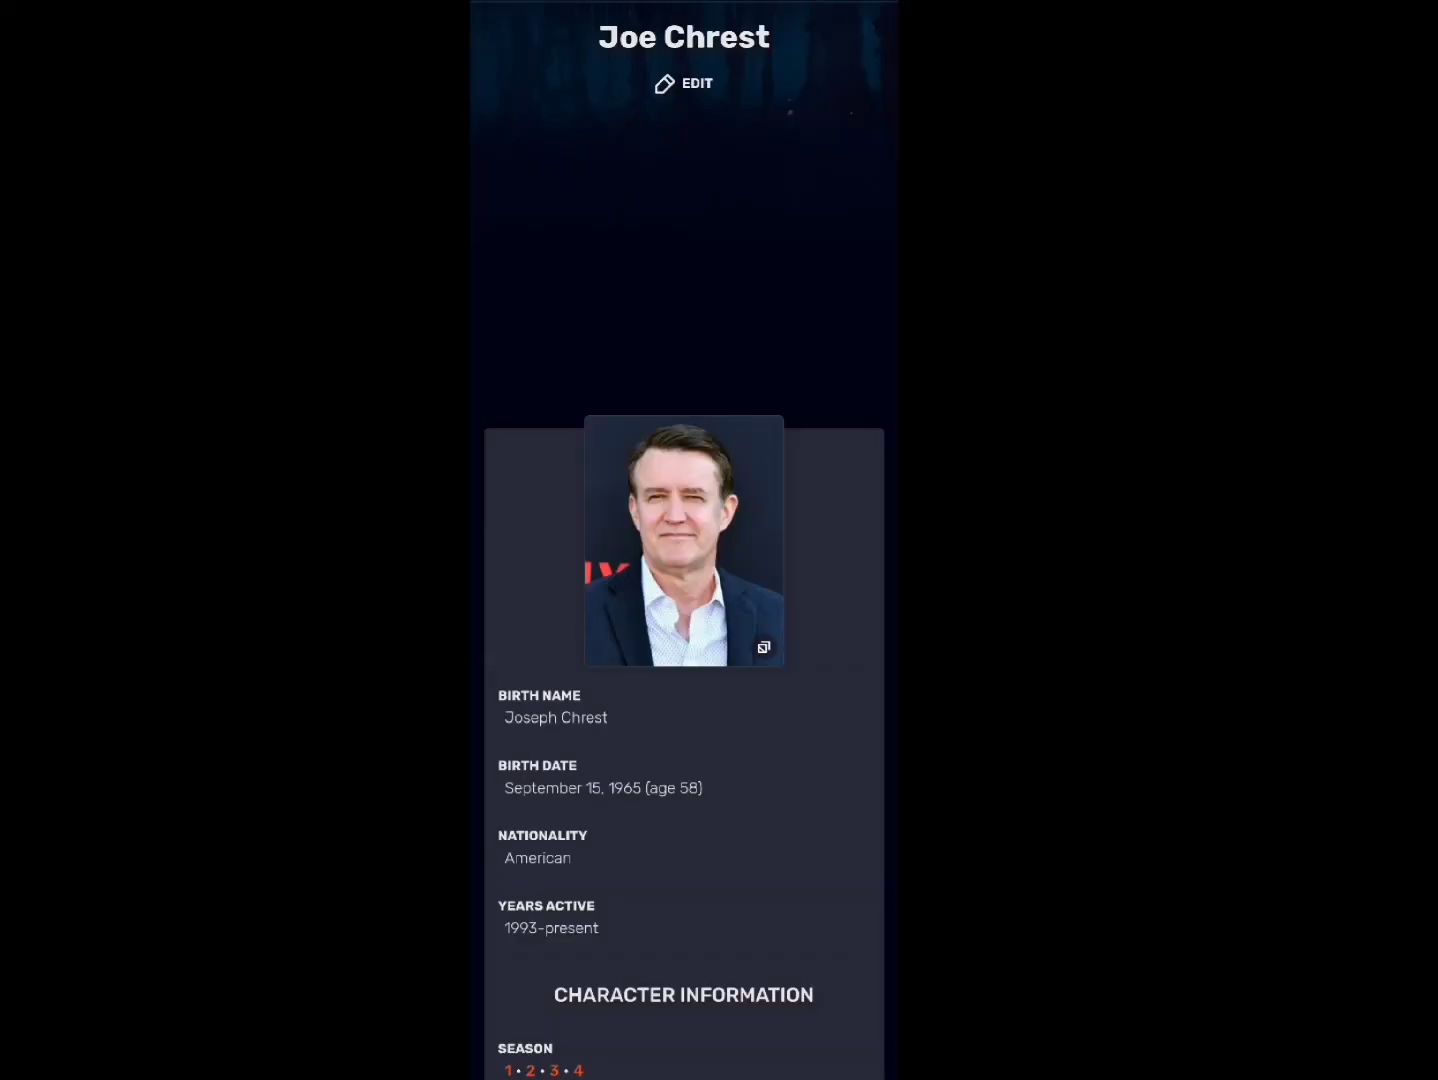 Joe Chrest
EDIT
BIRTH NAME
Joseph Chrest
BIRTH DATE
September 15, 1965 (age 58)
NATIONALITY
American
YEARS ACTIVE
1993-present
CHARACTER INFORMATION
SEASON
1 • 2 • 3 • 4